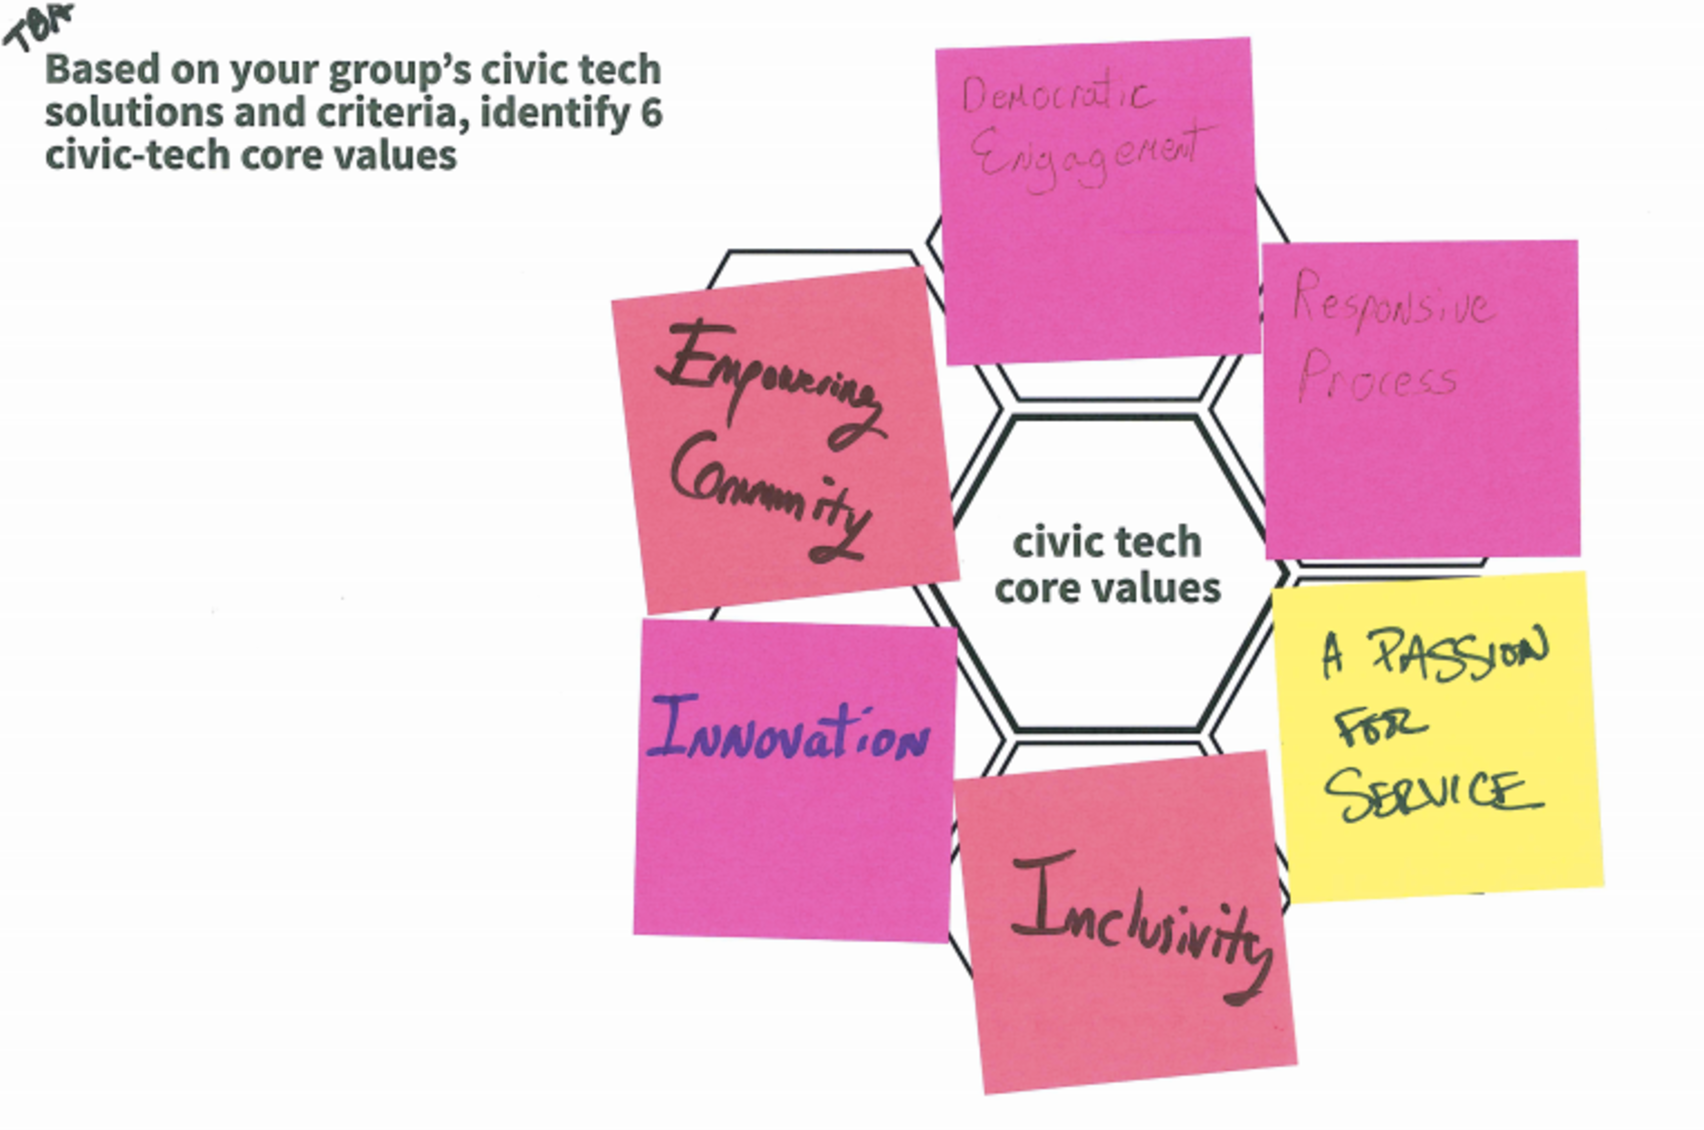 TBA
Based on your group's civic tech
solutions and criteria, identify 6
civic-tech core values
Democratic
Engagement
Responsive
Process
Empowering
Community
civic tech
core values
A PASSION
FOR
SERVICE
Innovation
Inclusivity